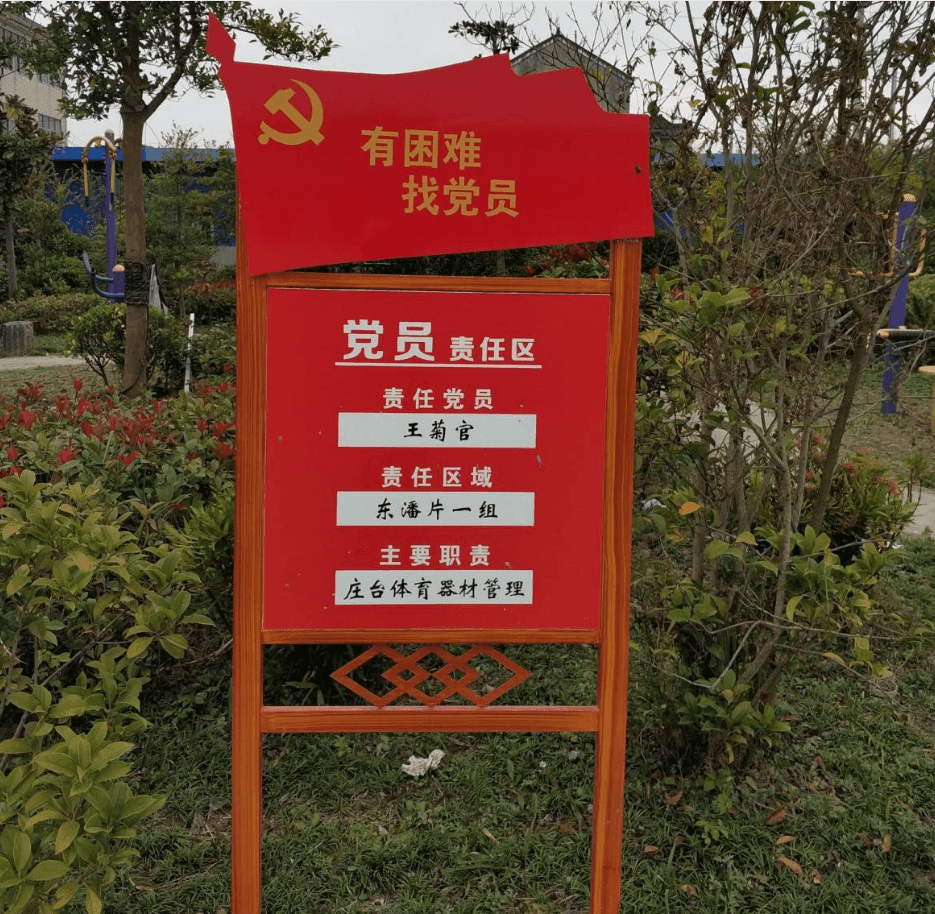 有困难
找党员
党员 责任区
责任党员
王菊官
责任区域
东潘片一组
主要职责
庄台体育器材管理